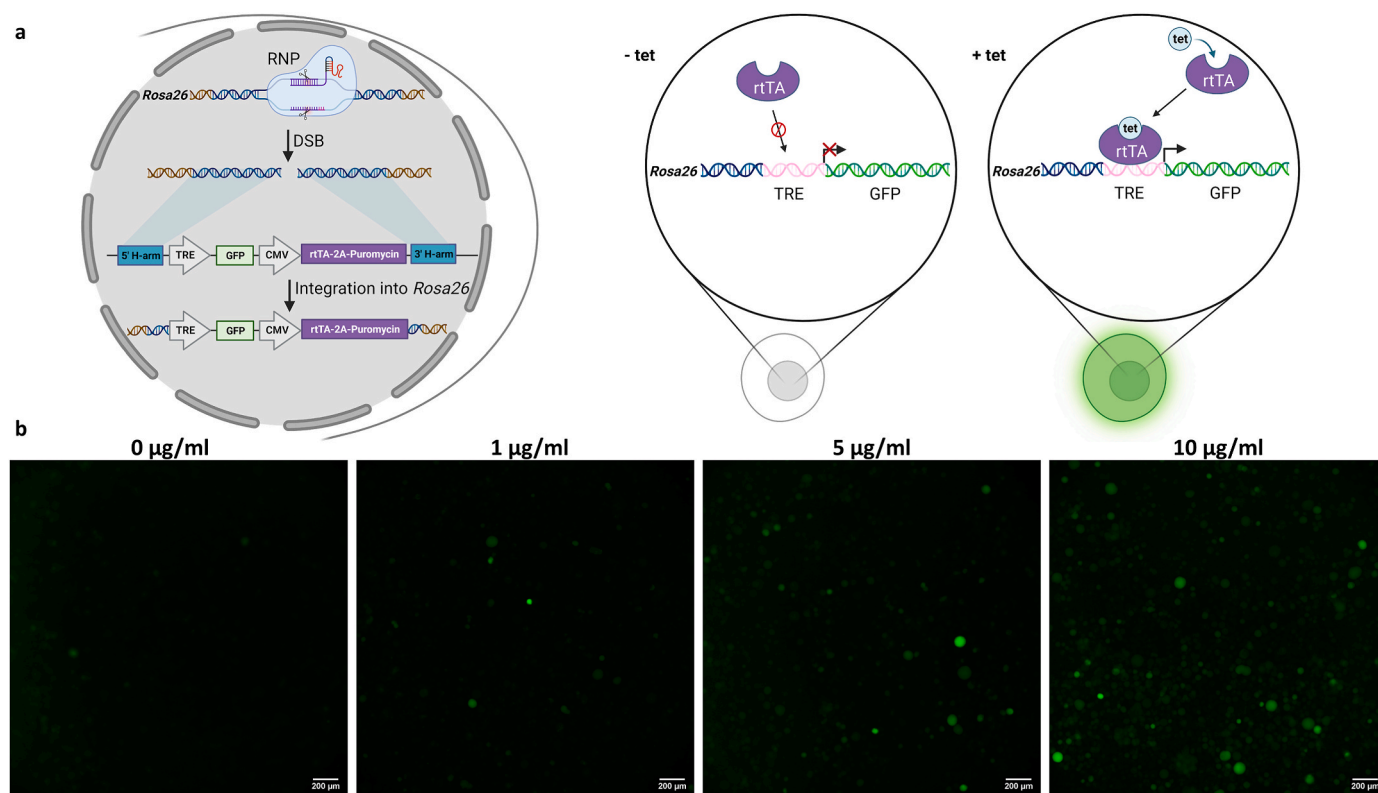 a
RNP
Rosa26
DSB
5' H-arm TRE GFP CMV rtTA-2A-Puromycin 3' H-arm
Integration into Rosa26
TRE GFP CMV rtTA-2A-Puromycin
- tet
rtTA
Rosa26
TRE GFP
+ tet
tet
rtTA
tet
rtTA
Rosa26
TRE GFP
b
0 µg/ml 1 µg/ml 5 µg/ml 10 µg/ml
200 µm 200 µm 200 µm 200 µm